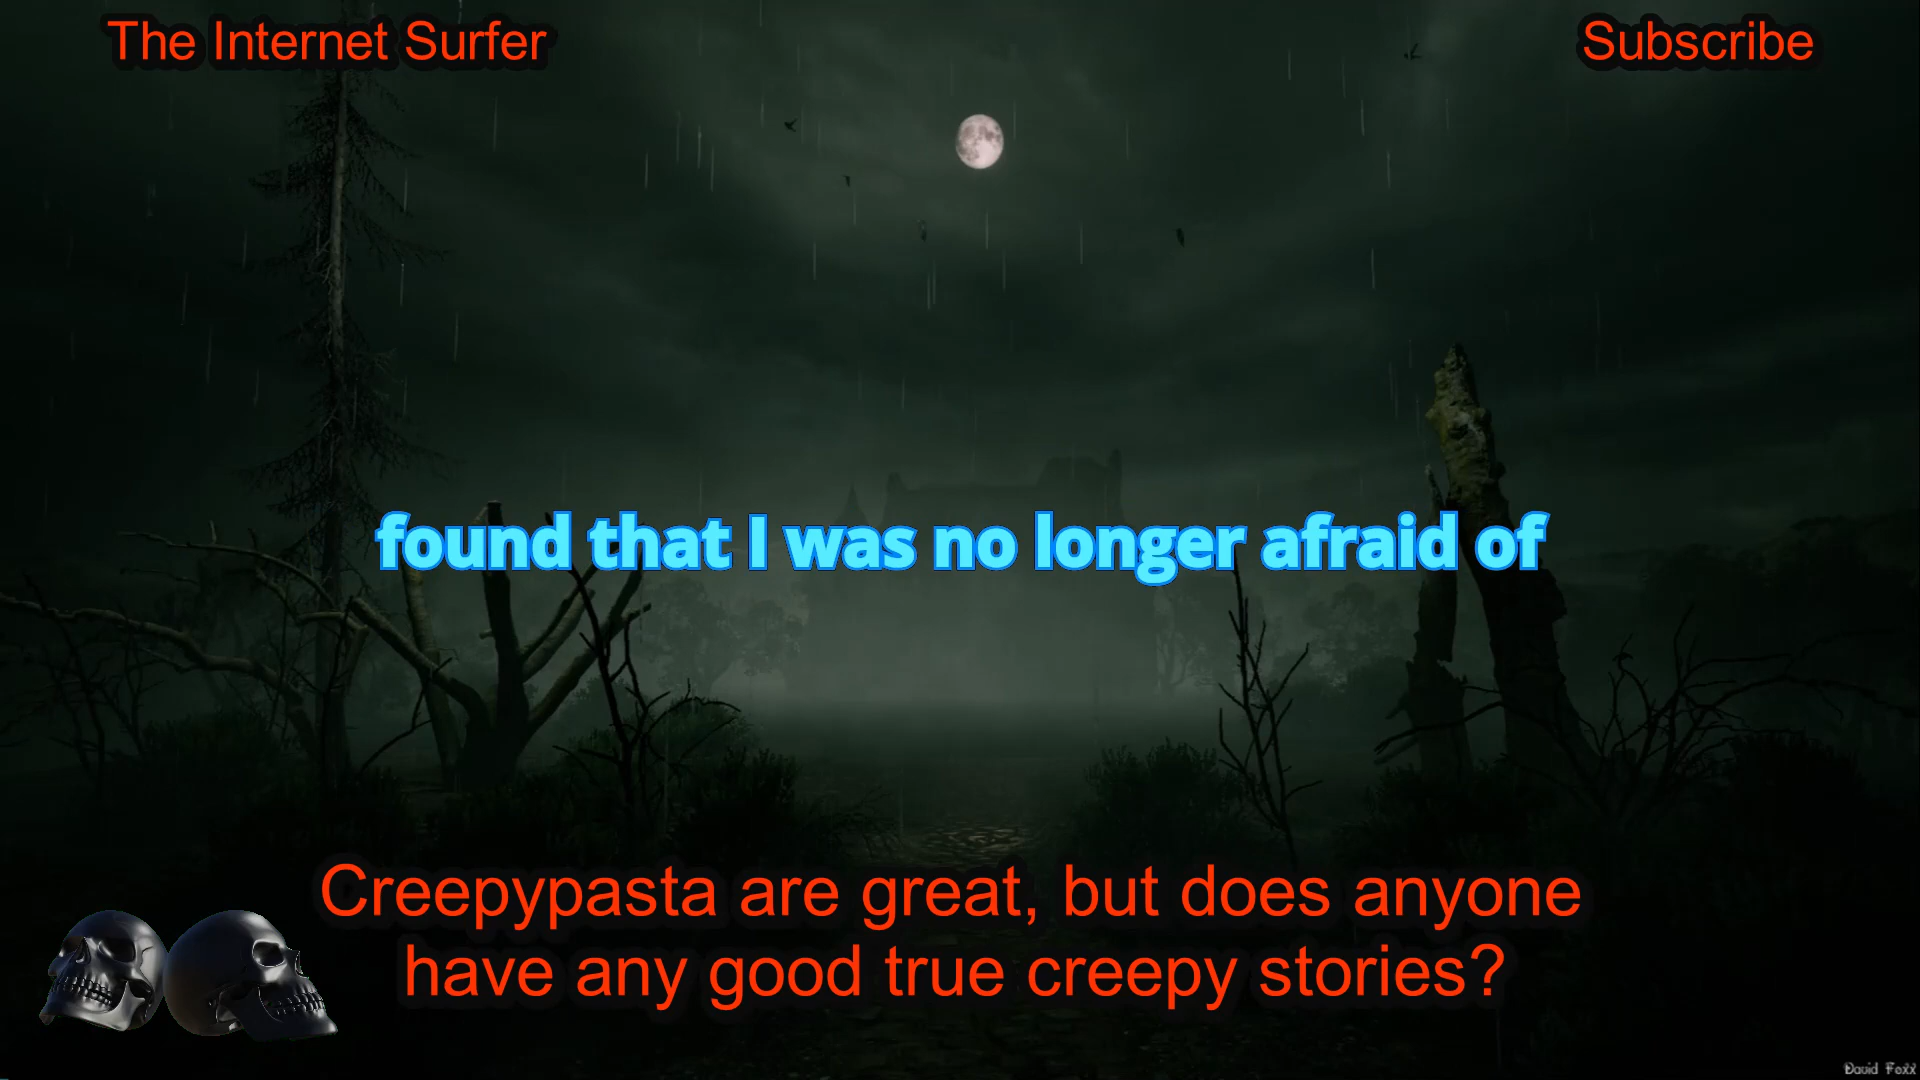 The Internet Surfer
Subscribe
found that I was no longer afraid of
Creepypasta are great, but does anyone
have any good true creepy stories?
David Foxx